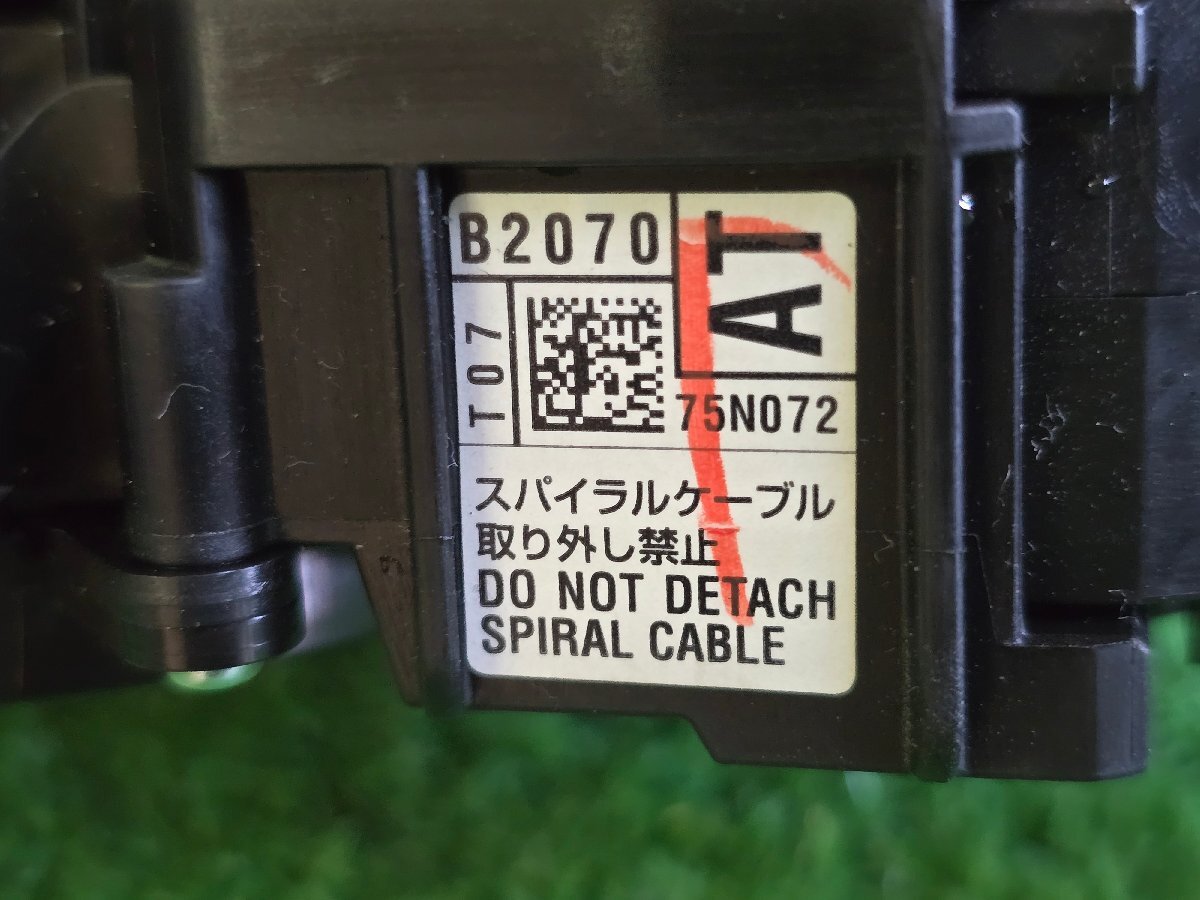 B2070
AT
T07
75N072
スパイラルケーブル
取り外し禁止
DO NOT DETACH
SPIRAL CABLE